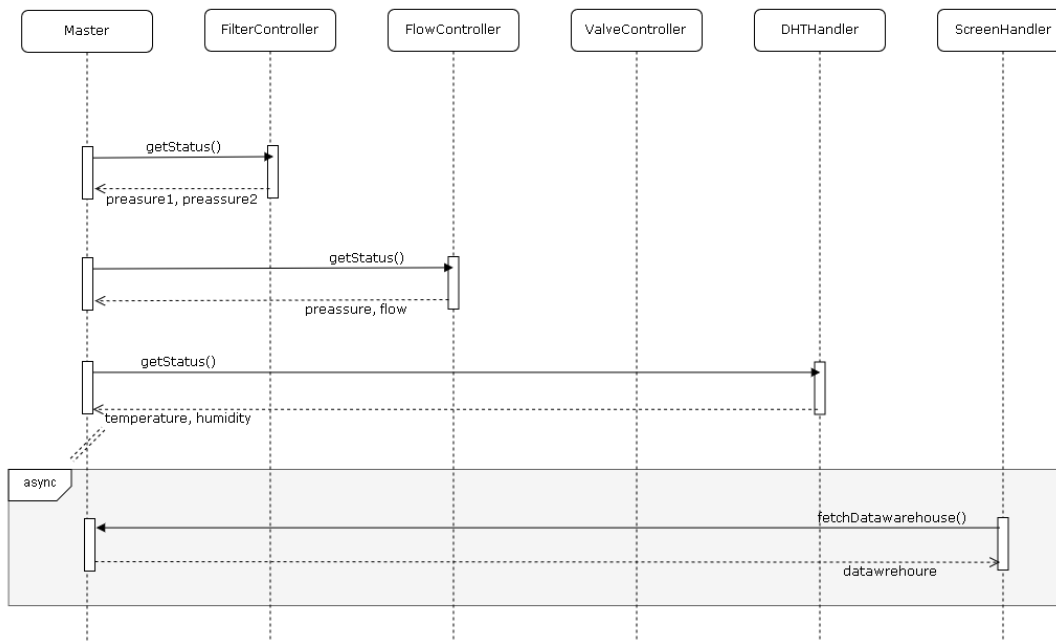 Master
FilterController
FlowController
ValveController
DHTHandler
ScreenHandler
getStatus()
preasure1, preassure2
getStatus()
preassure, flow
getStatus()
temperature, humidity
async
fetchDatawarehouse()
datawrehoure